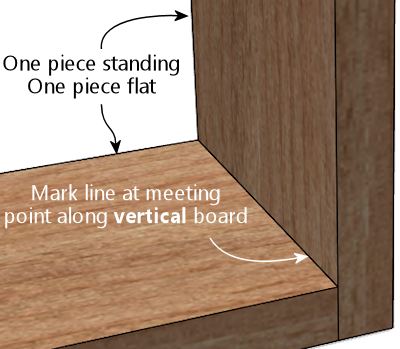 One piece standing
One piece flat
Mark line at meeting
point along vertical board